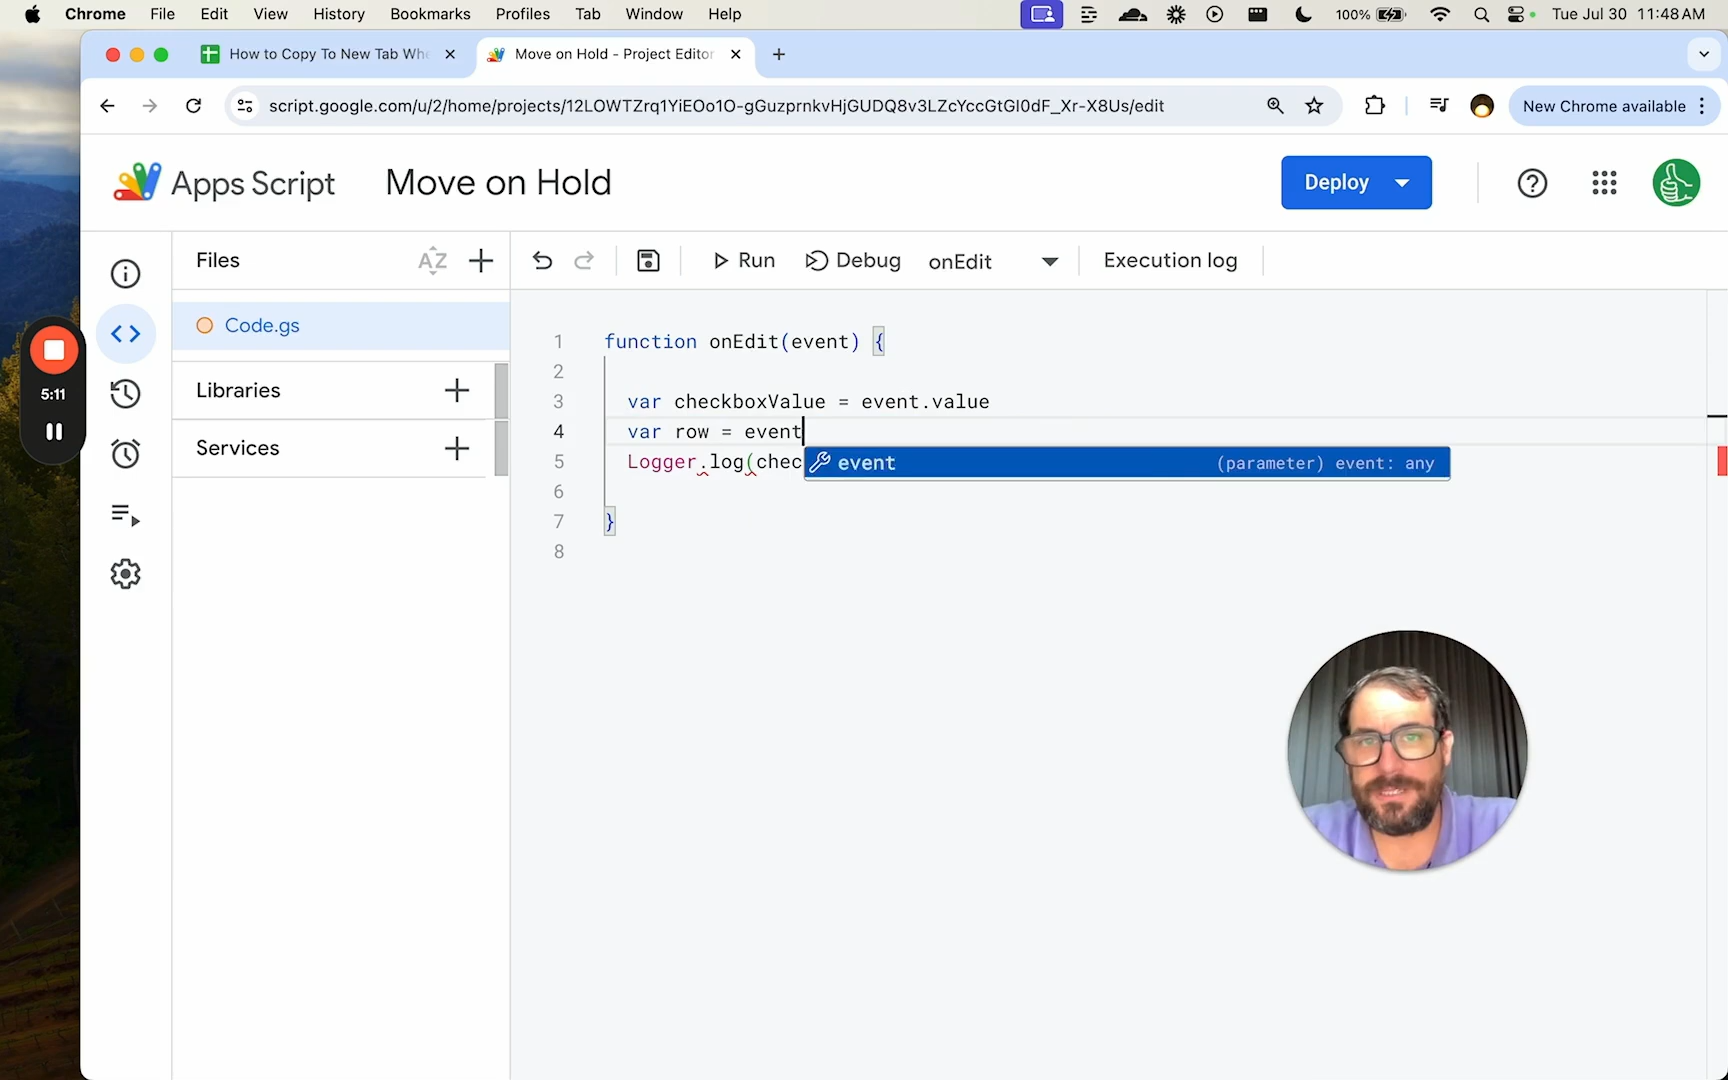 Chrome File Edit View History Bookmarks Profiles Tab Window Help 100% Tue Jul 30 11:48 AM
How to Copy To New Tab Whe
Move on Hold - Project Editor
script.google.com/u/2/home/projects/12LOWTZrq1YiEOo1O-gGuzprnkvHjGUDQ8v3LZcYccGtGl0dF_Xr-X8Us/edit
New Chrome available
Apps Script
Move on Hold
Deploy
Files
AZ
Run
Debug
onEdit
Execution log
Code.gs
Libraries
Services
5:11
1 function onEdit(event) {
2
3 var checkboxValue = event.value
4 var row = event
5 Logger.log(chec
event (parameter) event: any
6
7 }
8